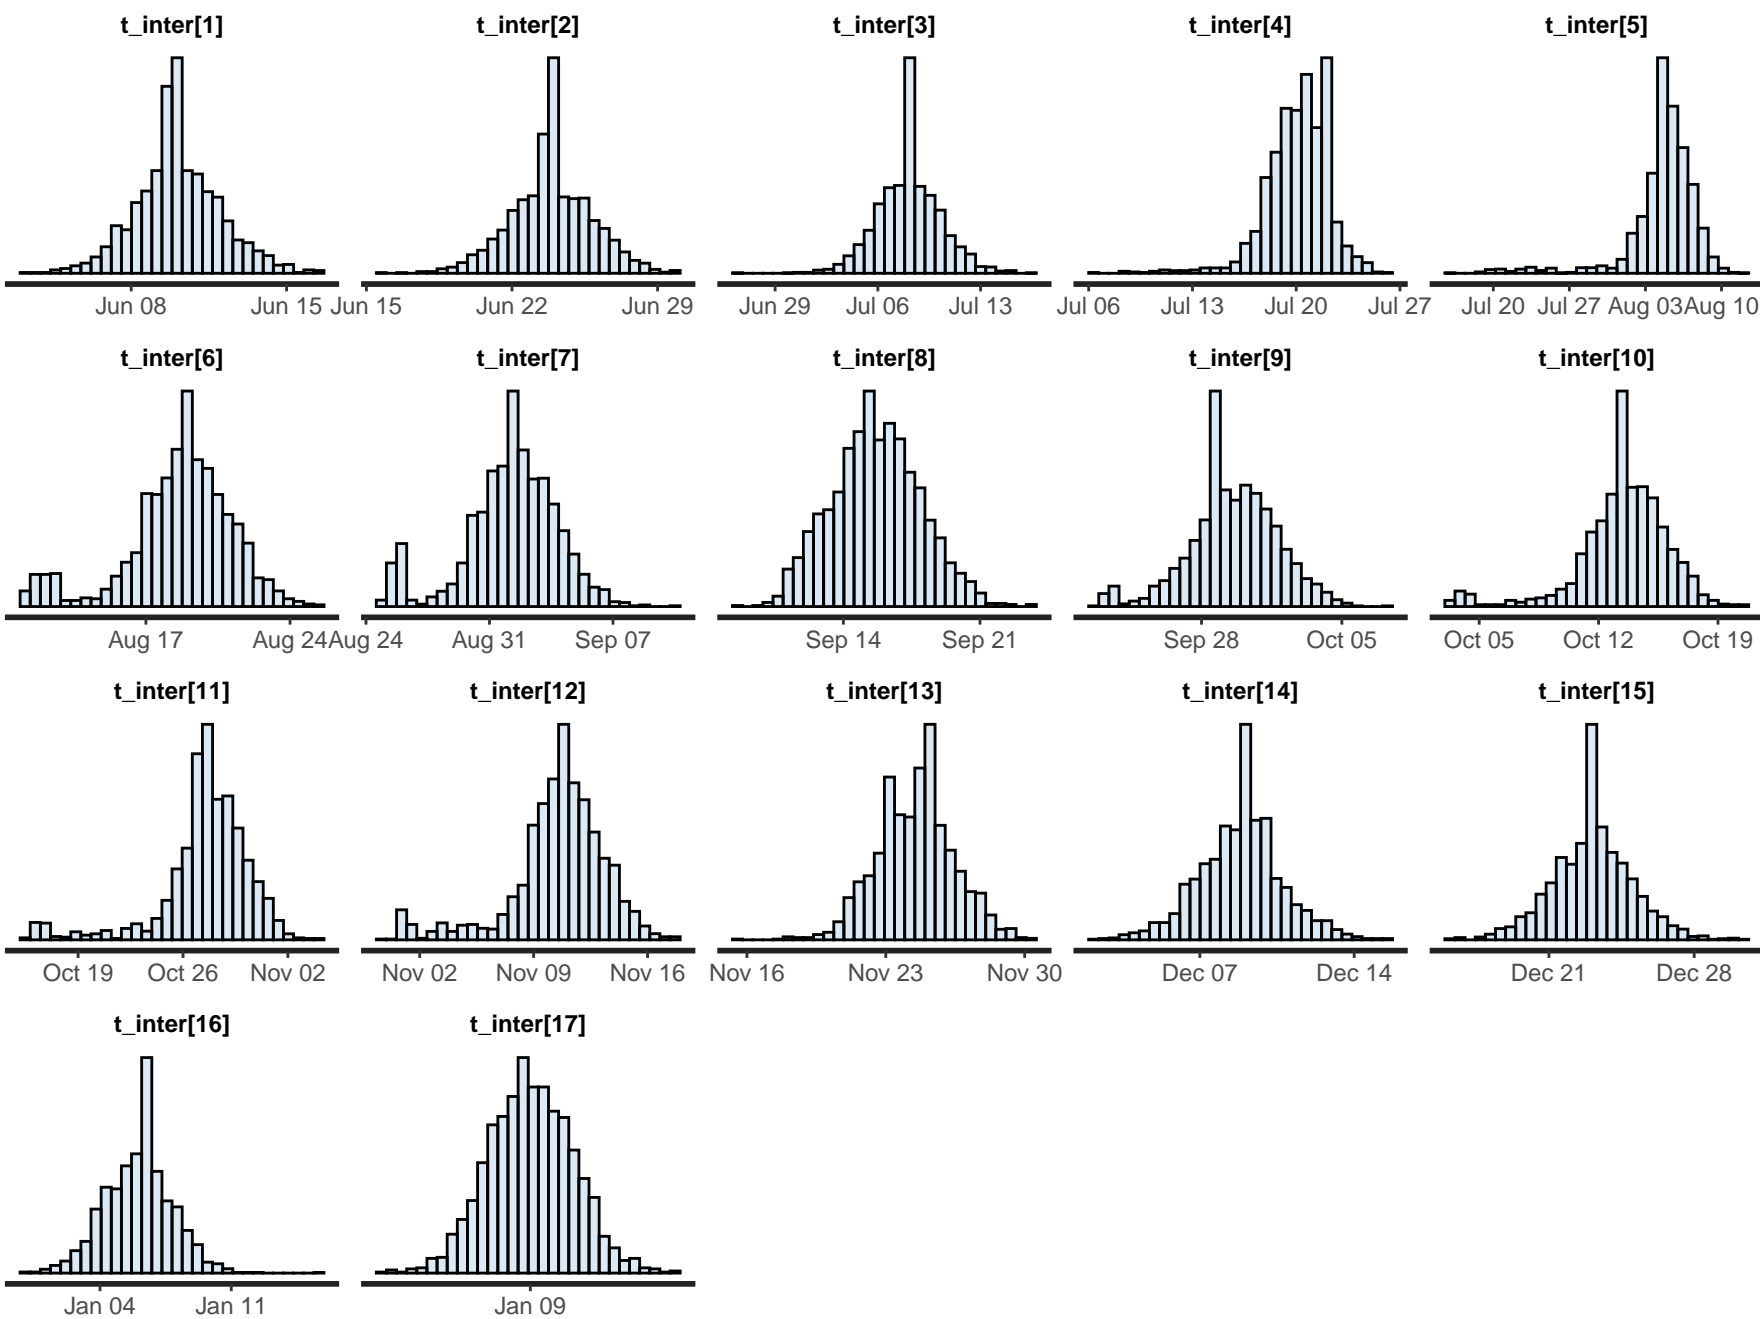 t_inter[1] t_inter[2] t_inter[3] t_inter[4] t_inter[5]
Jun 08 Jun 15 Jun 15 Jun 22 Jun 29 Jun 29 Jul 06 Jul 13 Jul 06 Jul 13 Jul 20 Jul 27 Jul 20 Jul 27 Aug 03 Aug 10
t_inter[6] t_inter[7] t_inter[8] t_inter[9] t_inter[10]
Aug 17 Aug 24 Aug 24 Aug 31 Sep 07 Sep 14 Sep 21 Sep 28 Oct 05 Oct 05 Oct 12 Oct 19
t_inter[11] t_inter[12] t_inter[13] t_inter[14] t_inter[15]
Oct 19 Oct 26 Nov 02 Nov 02 Nov 09 Nov 16 Nov 16 Nov 23 Nov 30 Dec 07 Dec 14 Dec 21 Dec 28
t_inter[16] t_inter[17]
Jan 04 Jan 11 Jan 09